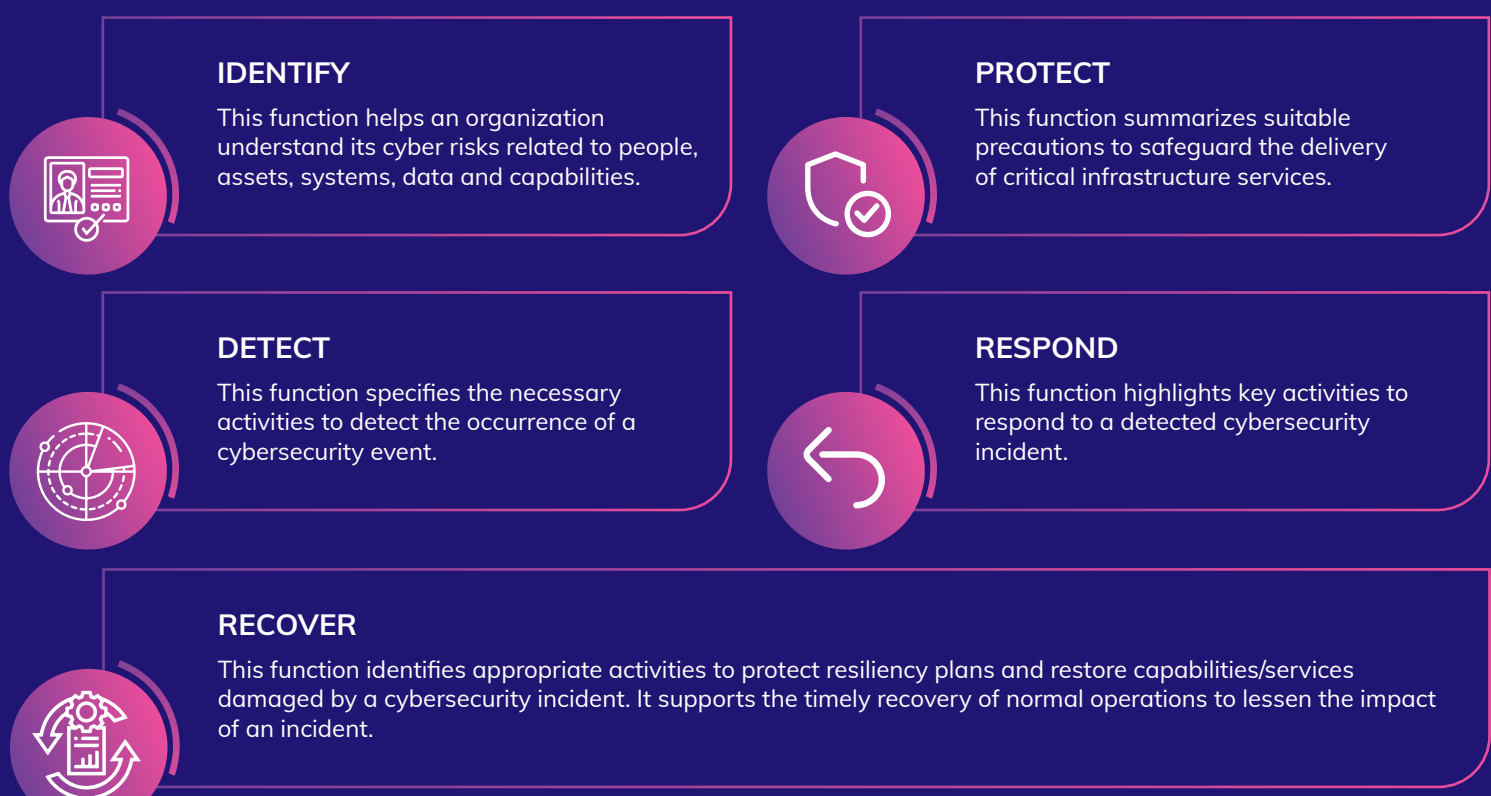 IDENTIFY
This function helps an organization
understand its cyber risks related to people,
assets, systems, data and capabilities.
PROTECT
This function summarizes suitable
precautions to safeguard the delivery
of critical infrastructure services.
DETECT
This function specifies the necessary
activities to detect the occurrence of a
cybersecurity event.
RESPOND
This function highlights key activities to
respond to a detected cybersecurity
incident.
RECOVER
This function identifies appropriate activities to protect resiliency plans and restore capabilities/services
damaged by a cybersecurity incident. It supports the timely recovery of normal operations to lessen the impact
of an incident.